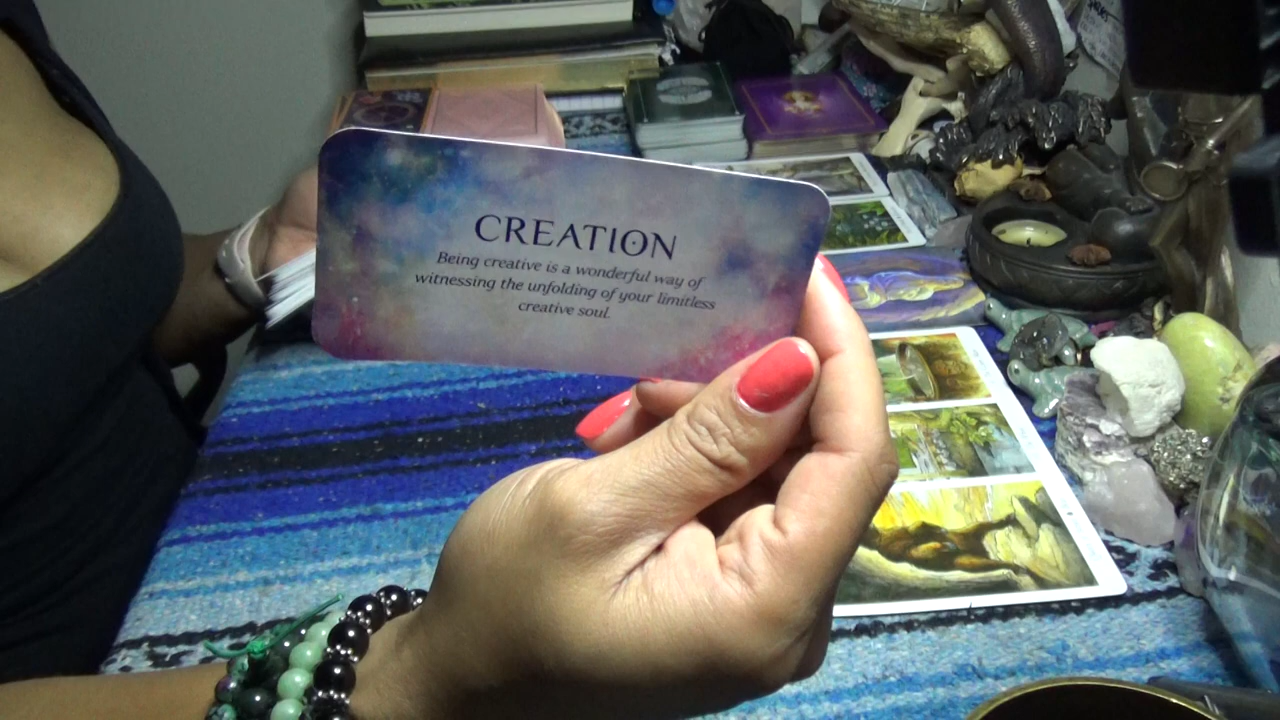 CREATION
Being creative is a wonderful way of
witnessing the unfolding of your limitless
creative soul.